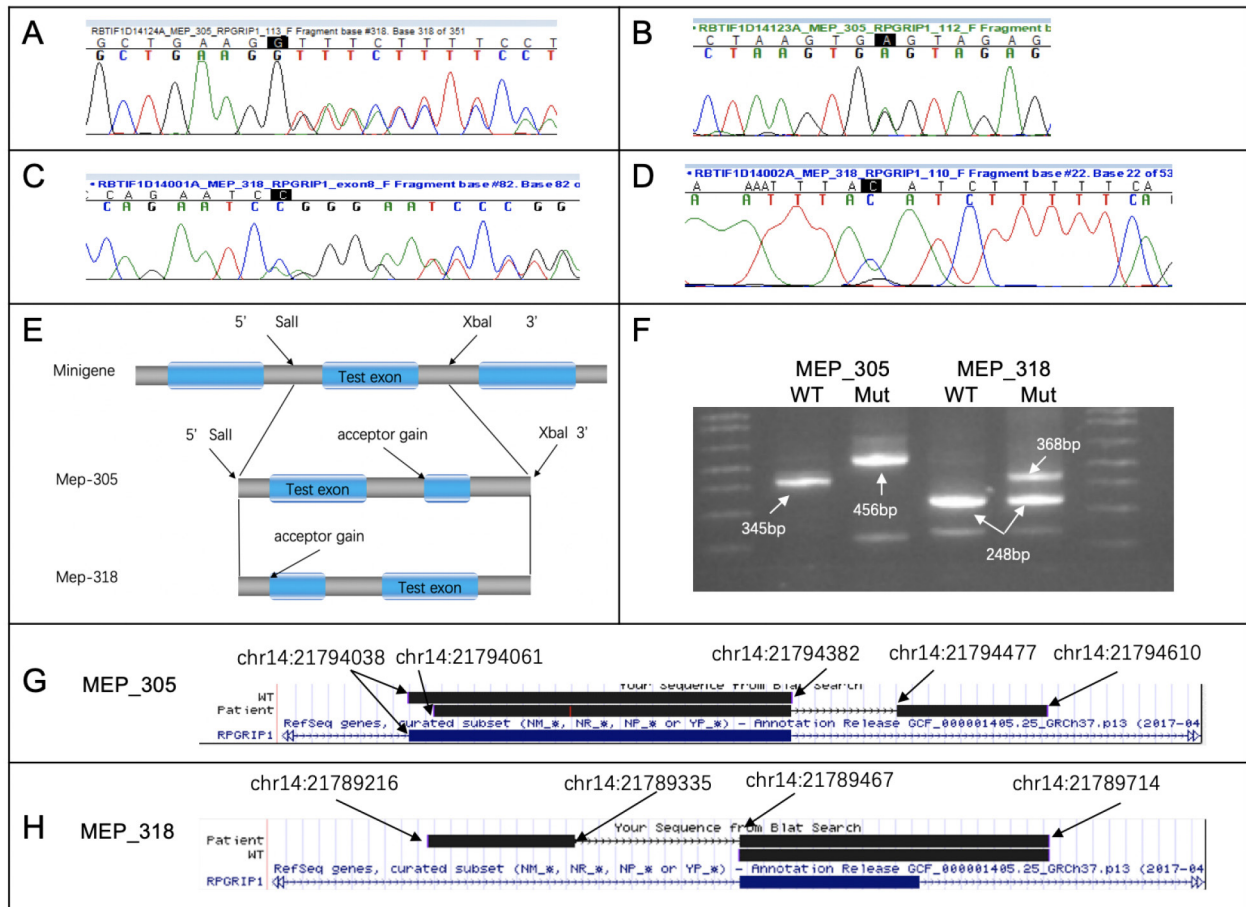 A
RBTIF1D14124A_MEP_305_RPGRIP1_113_F Fragment base #318. Base 318 of 351
G C T G A A G G T T T C T T T T C C T
G C T G A A G G T T T C T T T T C C T
B
RBTIF1D14123A_MEP_305_RPGRIP1_112_F Fragment b
C T A A G T G A G T A G A G
C T A A G T G A G T A G A G
C
RBTIF1D14001A_MEP_318_RPGRIP1_exon8_F Fragment base #82. Base 82 o
C A G A A T C C
C A G A A T C C G G G A A T C C C G G
D
RBTIF1D14002A_MEP_318_RPGRIP1_110_F Fragment base #22. Base 22 of 53
A AAAT T T A C A T C T T T T T C A
A A T T T A C A T C T T T T T C A
E
5' SalI XbaI 3'
Minigene
Test exon
5' SalI acceptor gain XbaI 3'
Mep-305
Test exon
acceptor gain
Mep-318
Test exon
F
MEP_305 MEP_318
WT Mut WT Mut
368bp
345bp
456bp
248bp
G MEP_305
chr14:21794038 chr14:21794061 chr14:21794382 chr14:21794477 chr14:21794610
Your Sequence from Blat Search
WT
Patient
RefSeq genes, curated subset (NM_*, NR_*, NP_* or YP_*) - Annotation Release GCF_000001405.25_GRCh37.p13 (2017-04
RPGRIP1
H MEP_318
chr14:21789216 chr14:21789335 chr14:21789467 chr14:21789714
Your Sequence from Blat Search
Patient
WT
RefSeq genes, curated subset (NM_*, NR_*, NP_* or YP_*) - Annotation Release GCF_000001405.25_GRCh37.p13 (2017-04
RPGRIP1